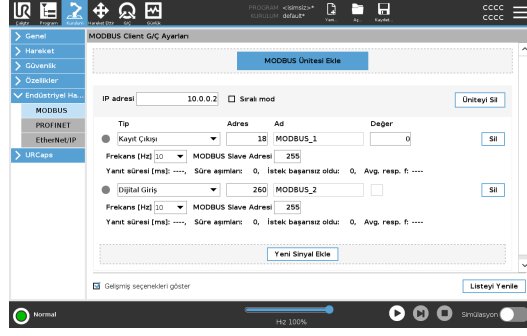 PROGRAM <isimsiz>*
KURULUM default*
Çalıştır Program Kurulum Hareket Ettir G/Ç Günlük Yeni... Aç... Kaydet...
CCCC
CCCC
Genel
Hareket
Güvenlik
Özellikler
Endüstriyel Ha...
MODBUS
PROFINET
EtherNet/IP
URCaps
MODBUS Client G/Ç Ayarları
MODBUS Ünitesi Ekle
IP adresi 10.0.0.2 Sıralı mod Üniteyi Sil
Tip Adres Ad Değer
Kayıt Çıkışı 18 MODBUS_1 0 Sil
Frekans [Hz] 10 MODBUS Slave Adresi 255
Yanıt süresi [ms]: ----, Süre aşımları: 0, İstek başarısız oldu: 0, Avg. resp. f: ----
Dijital Giriş 260 MODBUS_2 Sil
Frekans [Hz] 10 MODBUS Slave Adresi 255
Yanıt süresi [ms]: ----, Süre aşımları: 0, İstek başarısız oldu: 0, Avg. resp. f: ----
Yeni Sinyal Ekle
Gelişmiş seçenekleri göster Listeyi Yenile
Normal Hız 100% Simülasyon